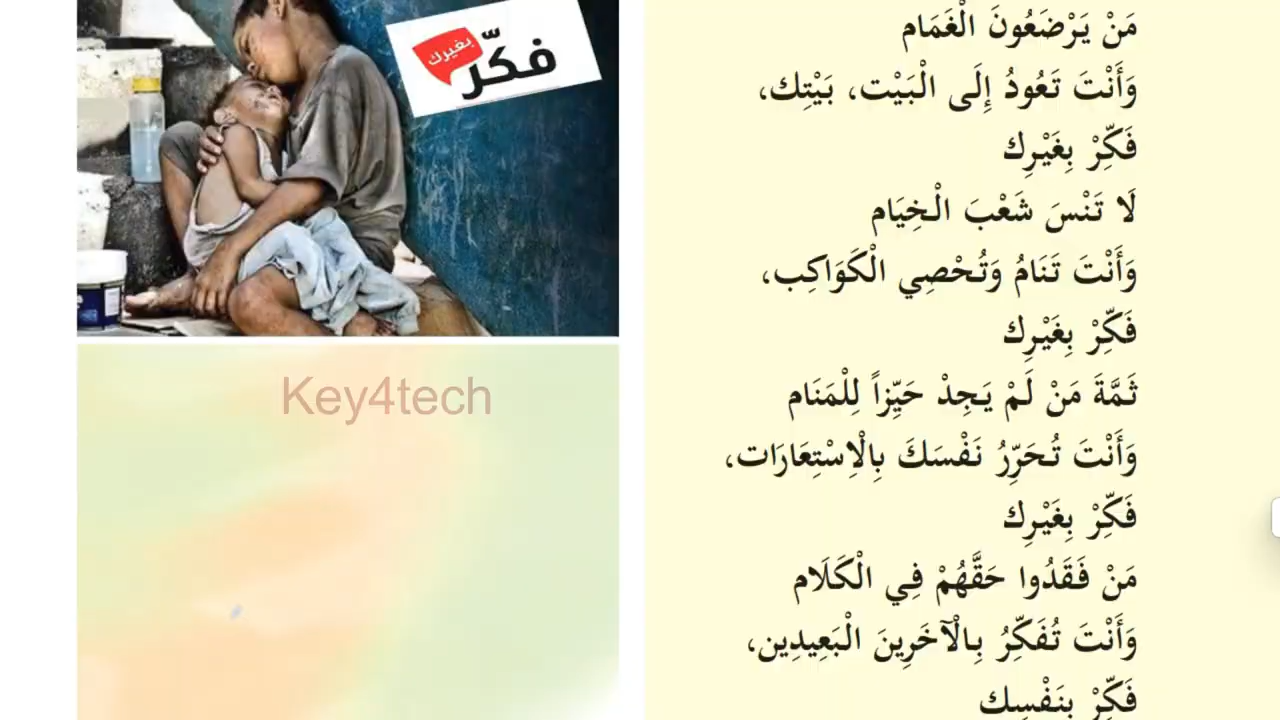 فكّر
بغيرك
Key4tech
مَنْ يَرْضَعُونَ الْغَمَام
وَأَنْتَ تَعُودُ إِلَى الْبَيْت، بَيْتِك،
فَكِّرْ بِغَيْرِك
لَا تَنْسَ شَعْبَ الْخِيَام
وَأَنْتَ تَنَامُ وَتُحْصِي الْكَوَاكِب،
فَكِّرْ بِغَيْرِك
ثَمَّةَ مَنْ لَمْ يَجِدْ حَيِّزاً لِلْمَنَام
وَأَنْتَ تُحَرِّرُ نَفْسَكَ بِالْاِسْتِعَارَات،
فَكِّرْ بِغَيْرِك
مَنْ فَقَدُوا حَقَّهُمْ فِي الْكَلَام
وَأَنْتَ تُفَكِّرُ بِالْآخَرِينَ الْبَعِيدِين،
فَكِّرْ بِنَفْسِك